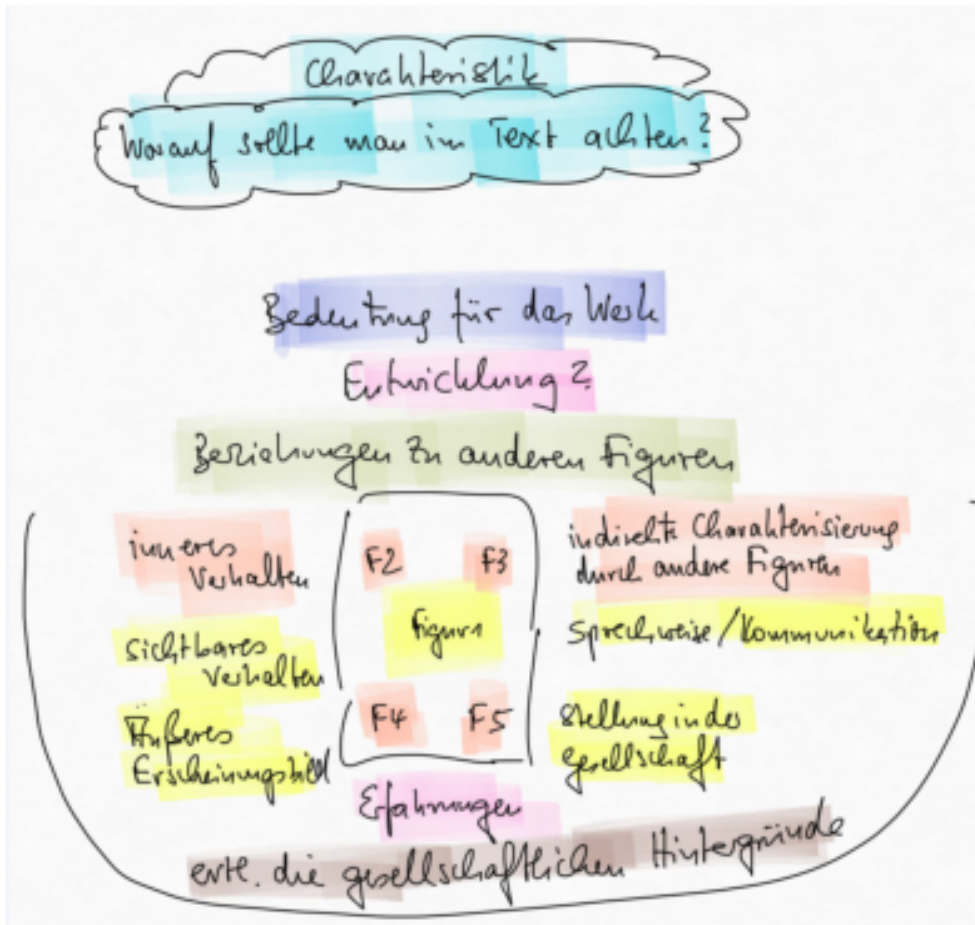 Charakteristik
Worauf sollte man im Text achten?
Bedeutung für das Werk
Entwicklung?
Beziehungen zu anderen Figuren
inneres
Verhalten
F2 F3
indirekte Charakterisierung
durch andere Figuren
Figur1
sichtbares
Verhalten
Sprechweise/Kommunikation
F4 F5
Äußeres
Erscheinungsbild
Stellung in der
Gesellschaft
Erfahrungen
evtl. die gesellschaftlichen Hintergründe